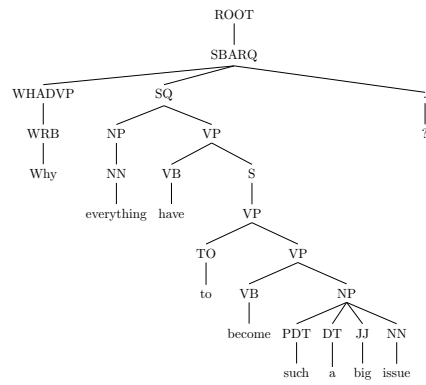 ROOT
SBARQ
WHADVP SQ .
WRB NP VP ?
Why NN VB S
everything have VP
TO VP
to VB NP
become PDT DT JJ NN
such a big issue